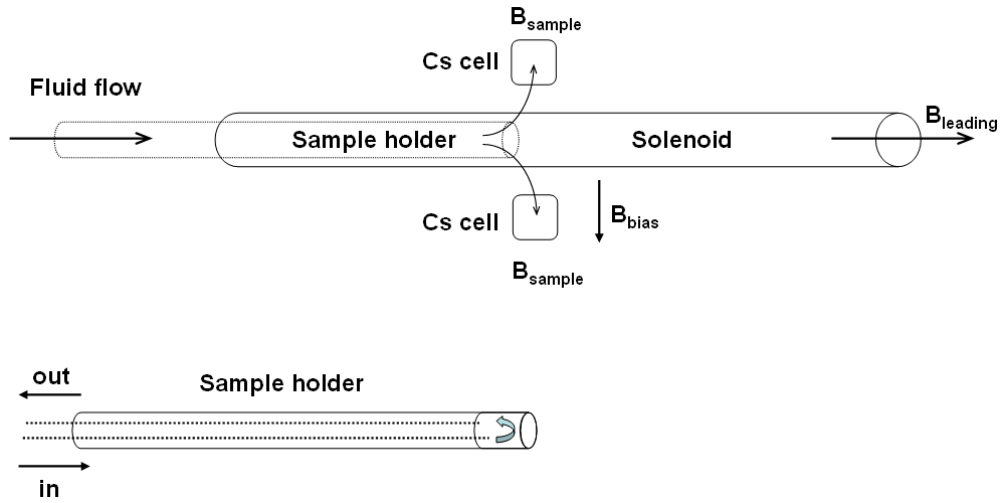 B_sample
Cs cell
Fluid flow
Sample holder
Solenoid
B_leading
Cs cell
B_bias
B_sample
out
Sample holder
in